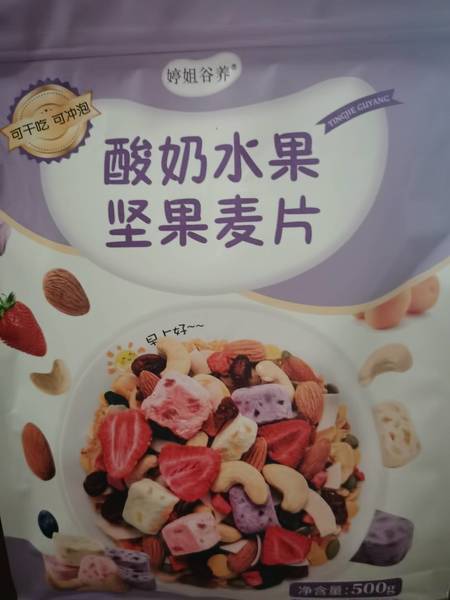 婷姐谷养®
TINGJIE GUYANG
可干吃 可冲泡
酸奶水果
坚果麦片
早上好~~
净含量:500g